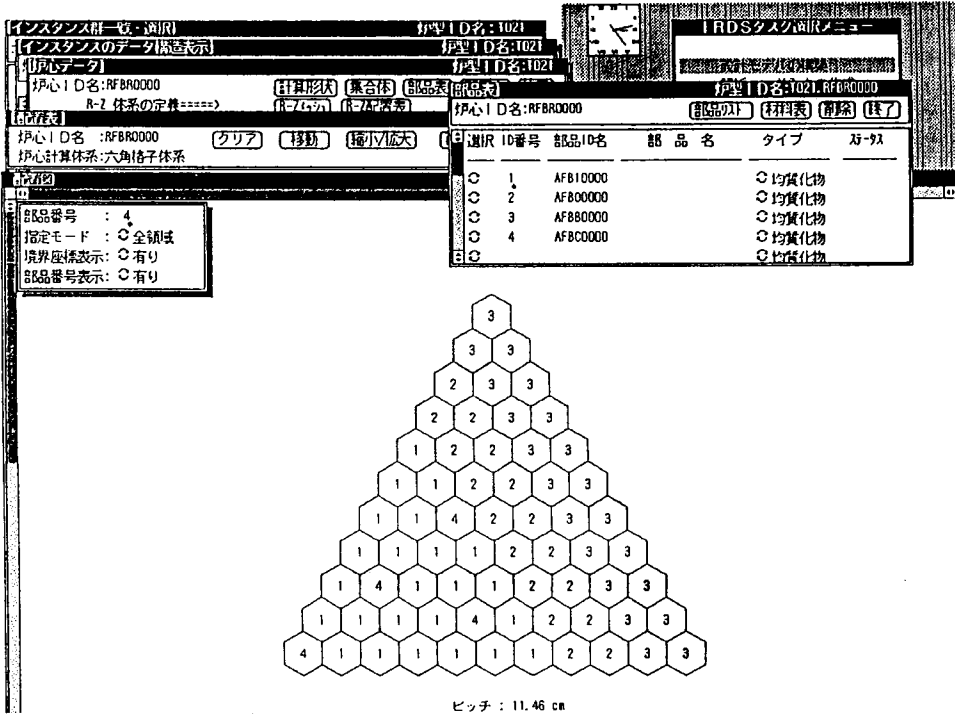 [インスタンス群一覧・選択] 炉型ID名:T021
[インスタンスのデータ構造表示] 炉型ID名:T021
[炉心データ] 炉型ID名:T021
炉心ID名:RFBR0000 計算形状 集合体 部品表
R-Z 体系の定義=====> R-Zﾒｯｼｭ R-Z配置表
[配置表]
炉心ID名 :RFBR0000 クリア 移動 縮小/拡大
炉心計算体系:六角格子体系
配置図
部品番号 : 4
指定モード : 全領域
境界座標表示: 有り
部品番号表示: 有り
IRDSタスク選択メニュー
[部品表] 炉型ID名:T021.RFBR0000
炉心ID名:RFBR0000 部品ﾘｽﾄ 材料表 削除 終了
選択 ID番号 部品ID名 部 品 名 タイプ ｽﾃｰﾀｽ
1 AFBI0000 均質化物
2 AFBO0000 均質化物
3 AFBB0000 均質化物
4 AFBC0000 均質化物
均質化物
3
3 3
2 3 3
2 2 3 3
1 2 2 3 3
1 1 2 2 3 3
1 1 4 2 2 3 3
1 1 1 1 2 2 3 3
1 4 1 1 1 2 2 3 3
1 1 1 1 4 1 2 2 3 3
4 1 1 1 1 1 1 2 2 3 3
ピッチ : 11.46 cm